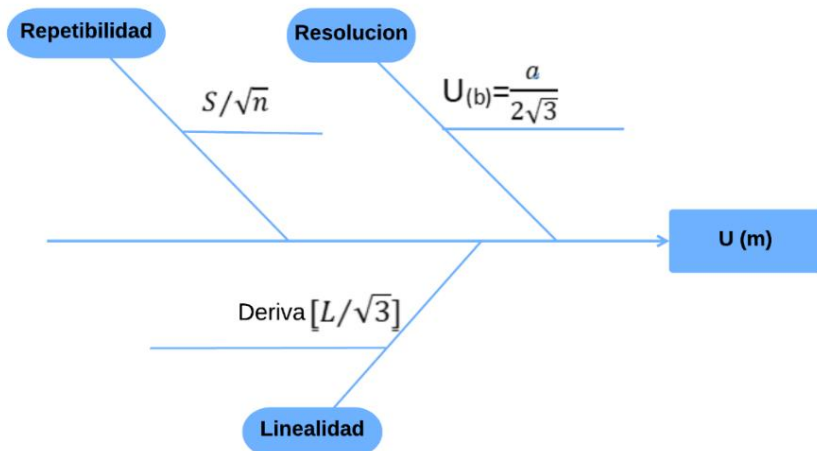 Repetibilidad
Resolucion
S/√n
U(b)=a/2√3
U (m)
Deriva [L/√3]
Linealidad